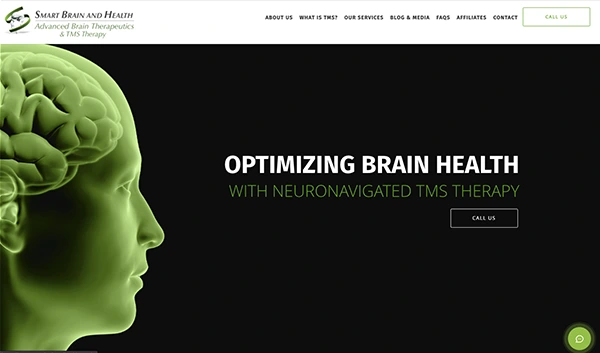 SMART BRAIN AND HEALTH
Advanced Brain Therapeutics
& TMS Therapy
ABOUT US WHAT IS TMS? OUR SERVICES BLOG & MEDIA FAQS AFFILIATES CONTACT CALL US
OPTIMIZING BRAIN HEALTH
WITH NEURONAVIGATED TMS THERAPY
CALL US